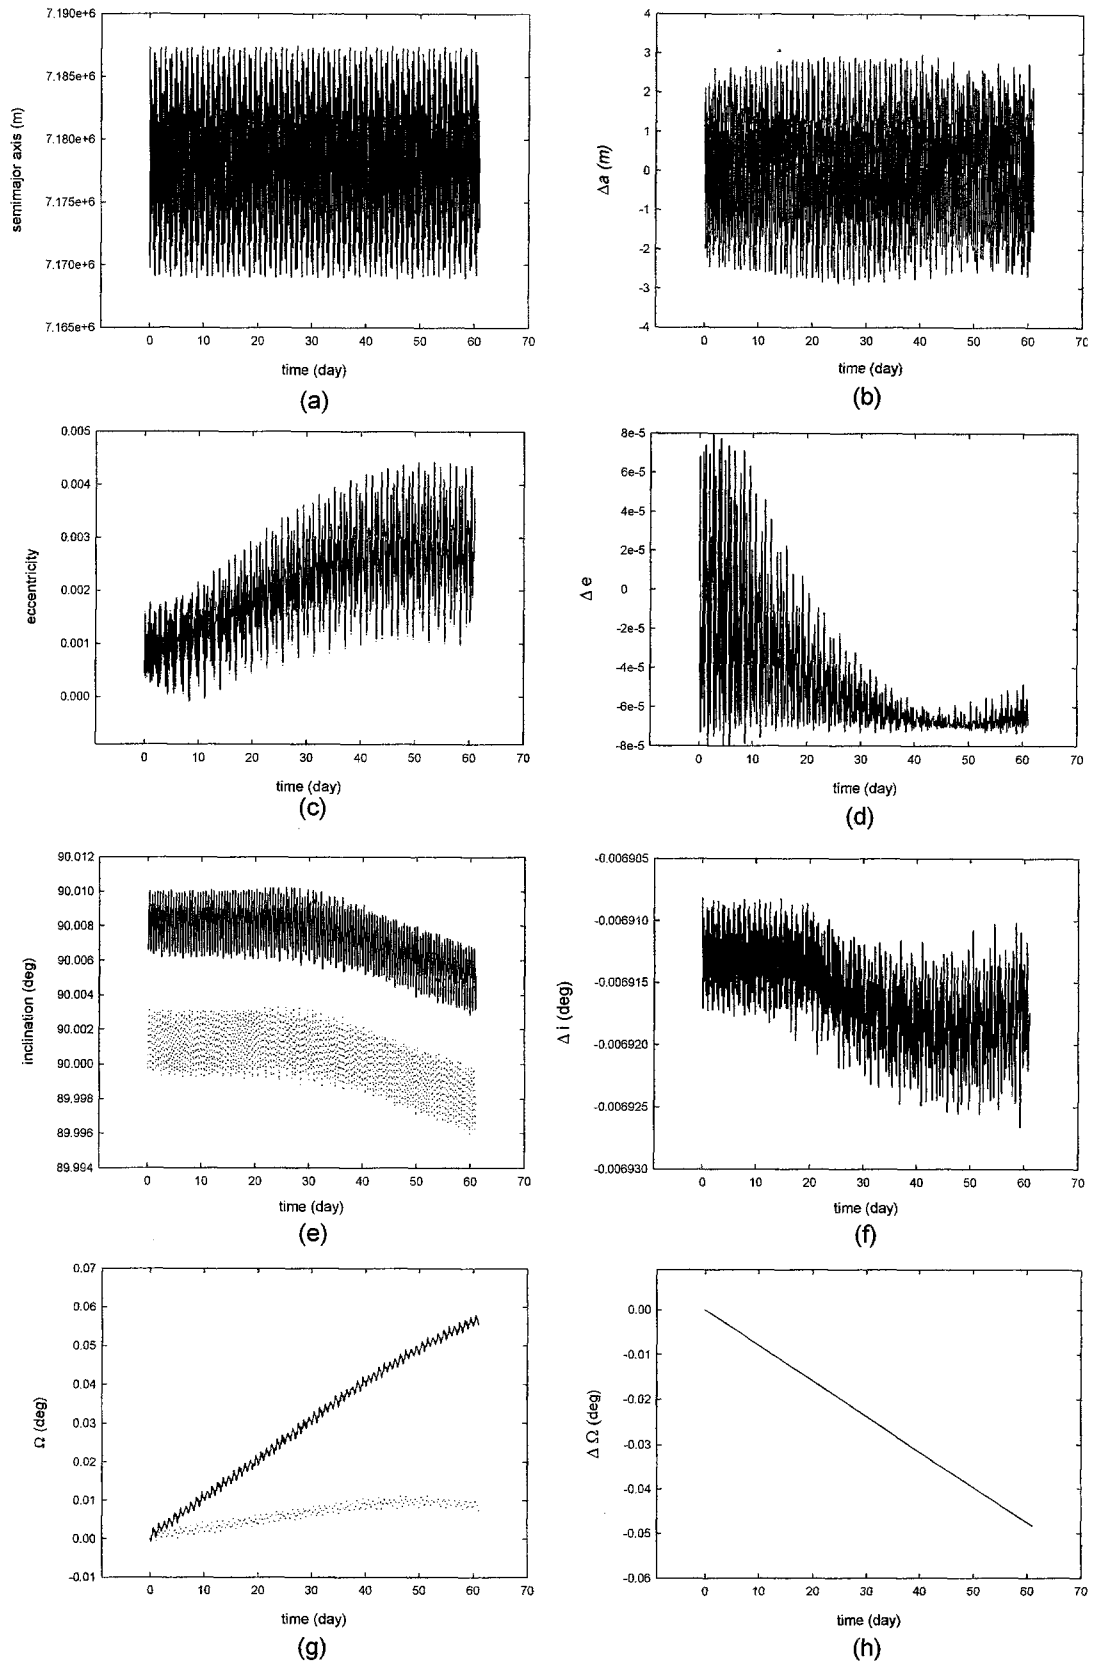 7.190e+6
7.185e+6
7.180e+6
7.175e+6
7.170e+6
7.165e+6
semimajor axis (m)
0 10 20 30 40 50 60 70
time (day)
(a)
4
3
2
1
0
-1
-2
-3
-4
Δa (m)
0 10 20 30 40 50 60 70
time (day)
(b)
0.005
0.004
0.003
0.002
0.001
0.000
eccentricity
0 10 20 30 40 50 60 70
time (day)
(c)
8e-5
6e-5
4e-5
2e-5
0
-2e-5
-4e-5
-6e-5
-8e-5
Δ e
0 10 20 30 40 50 60 70
time (day)
(d)
90.012
90.010
90.008
90.006
90.004
90.002
90.000
89.998
89.996
89.994
inclination (deg)
0 10 20 30 40 50 60 70
time (day)
(e)
-0.006905
-0.006910
-0.006915
-0.006920
-0.006925
-0.006930
Δ i (deg)
0 10 20 30 40 50 60 70
time (day)
(f)
0.07
0.06
0.05
0.04
0.03
0.02
0.01
0.00
-0.01
Ω (deg)
0 10 20 30 40 50 60 70
time (day)
(g)
0.00
-0.01
-0.02
-0.03
-0.04
-0.05
-0.06
Δ Ω (deg)
0 10 20 30 40 50 60 70
time (day)
(h)